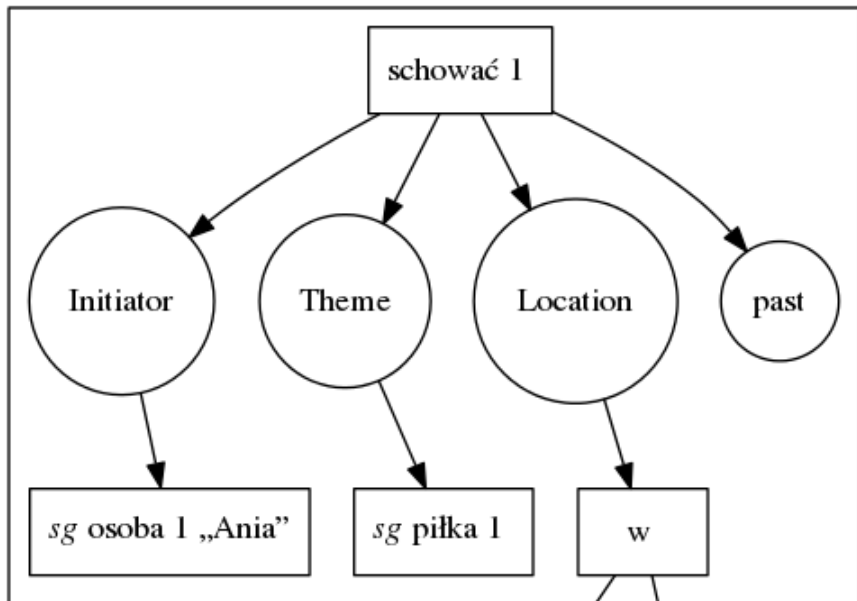 schować 1
Initiator
Theme
Location
past
sg osoba 1 „Ania”
sg piłka 1
w